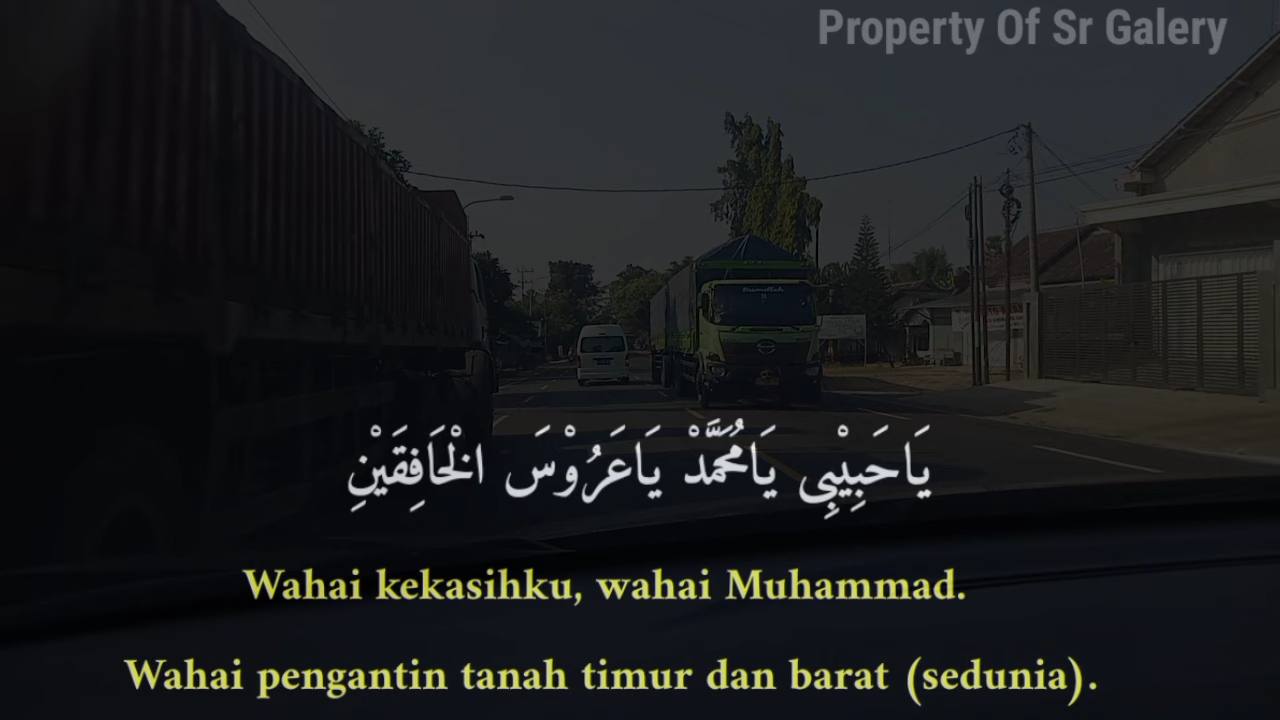 Property Of Sr Galery
Bismillah
يَاحَبِيْبِي يَامُحَمَّدْ يَاعَرُوْسَ الْخَافِقَيْنِ
Wahai kekasihku, wahai Muhammad.
Wahai pengantin tanah timur dan barat (sedunia).